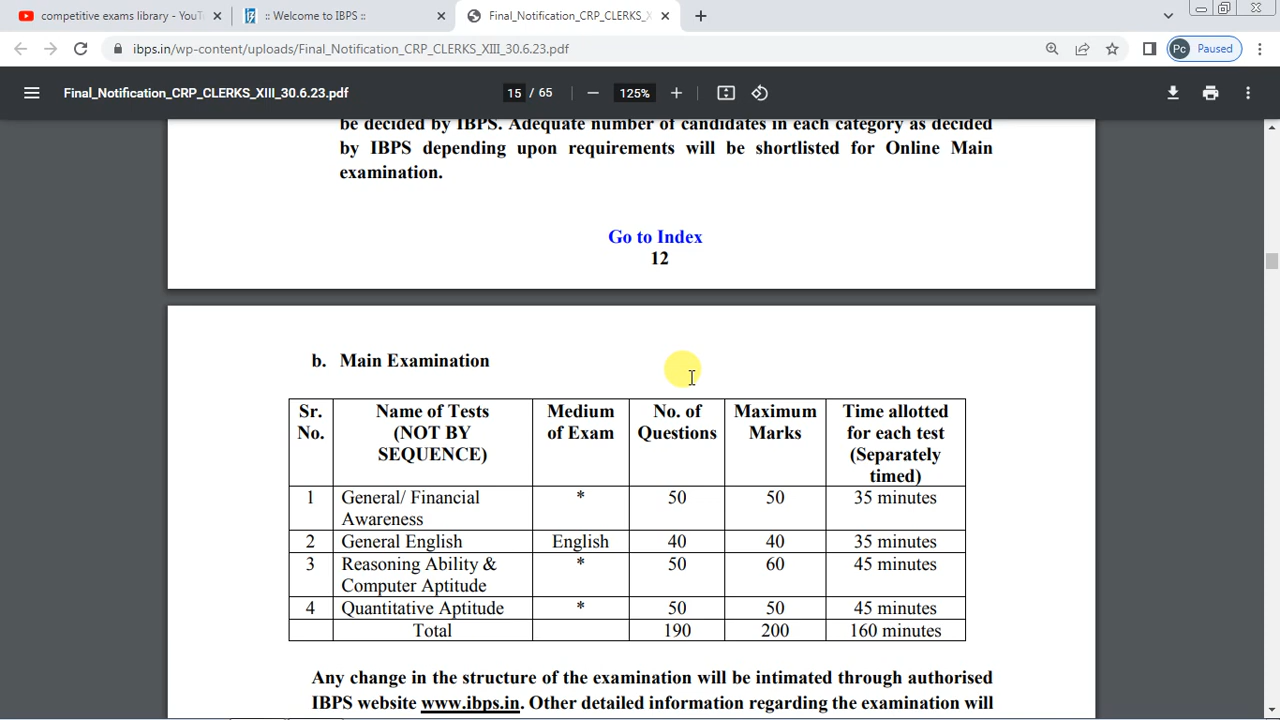 competitive exams library - YouT
:: Welcome to IBPS ::
Final_Notification_CRP_CLERKS_X
ibps.in/wp-content/uploads/Final_Notification_CRP_CLERKS_XIII_30.6.23.pdf
Pc Paused
Final_Notification_CRP_CLERKS_XIII_30.6.23.pdf
15 / 65
125%
be decided by IBPS. Adequate number of candidates in each category as decided
by IBPS depending upon requirements will be shortlisted for Online Main
examination.
Go to Index
12
b. Main Examination
Sr. No. Name of Tests (NOT BY SEQUENCE) Medium of Exam No. of Questions Maximum Marks Time allotted for each test (Separately timed)
1 General/ Financial Awareness * 50 50 35 minutes
2 General English English 40 40 35 minutes
3 Reasoning Ability & Computer Aptitude * 50 60 45 minutes
4 Quantitative Aptitude * 50 50 45 minutes
Total 190 200 160 minutes
Any change in the structure of the examination will be intimated through authorised
IBPS website www.ibps.in. Other detailed information regarding the examination will